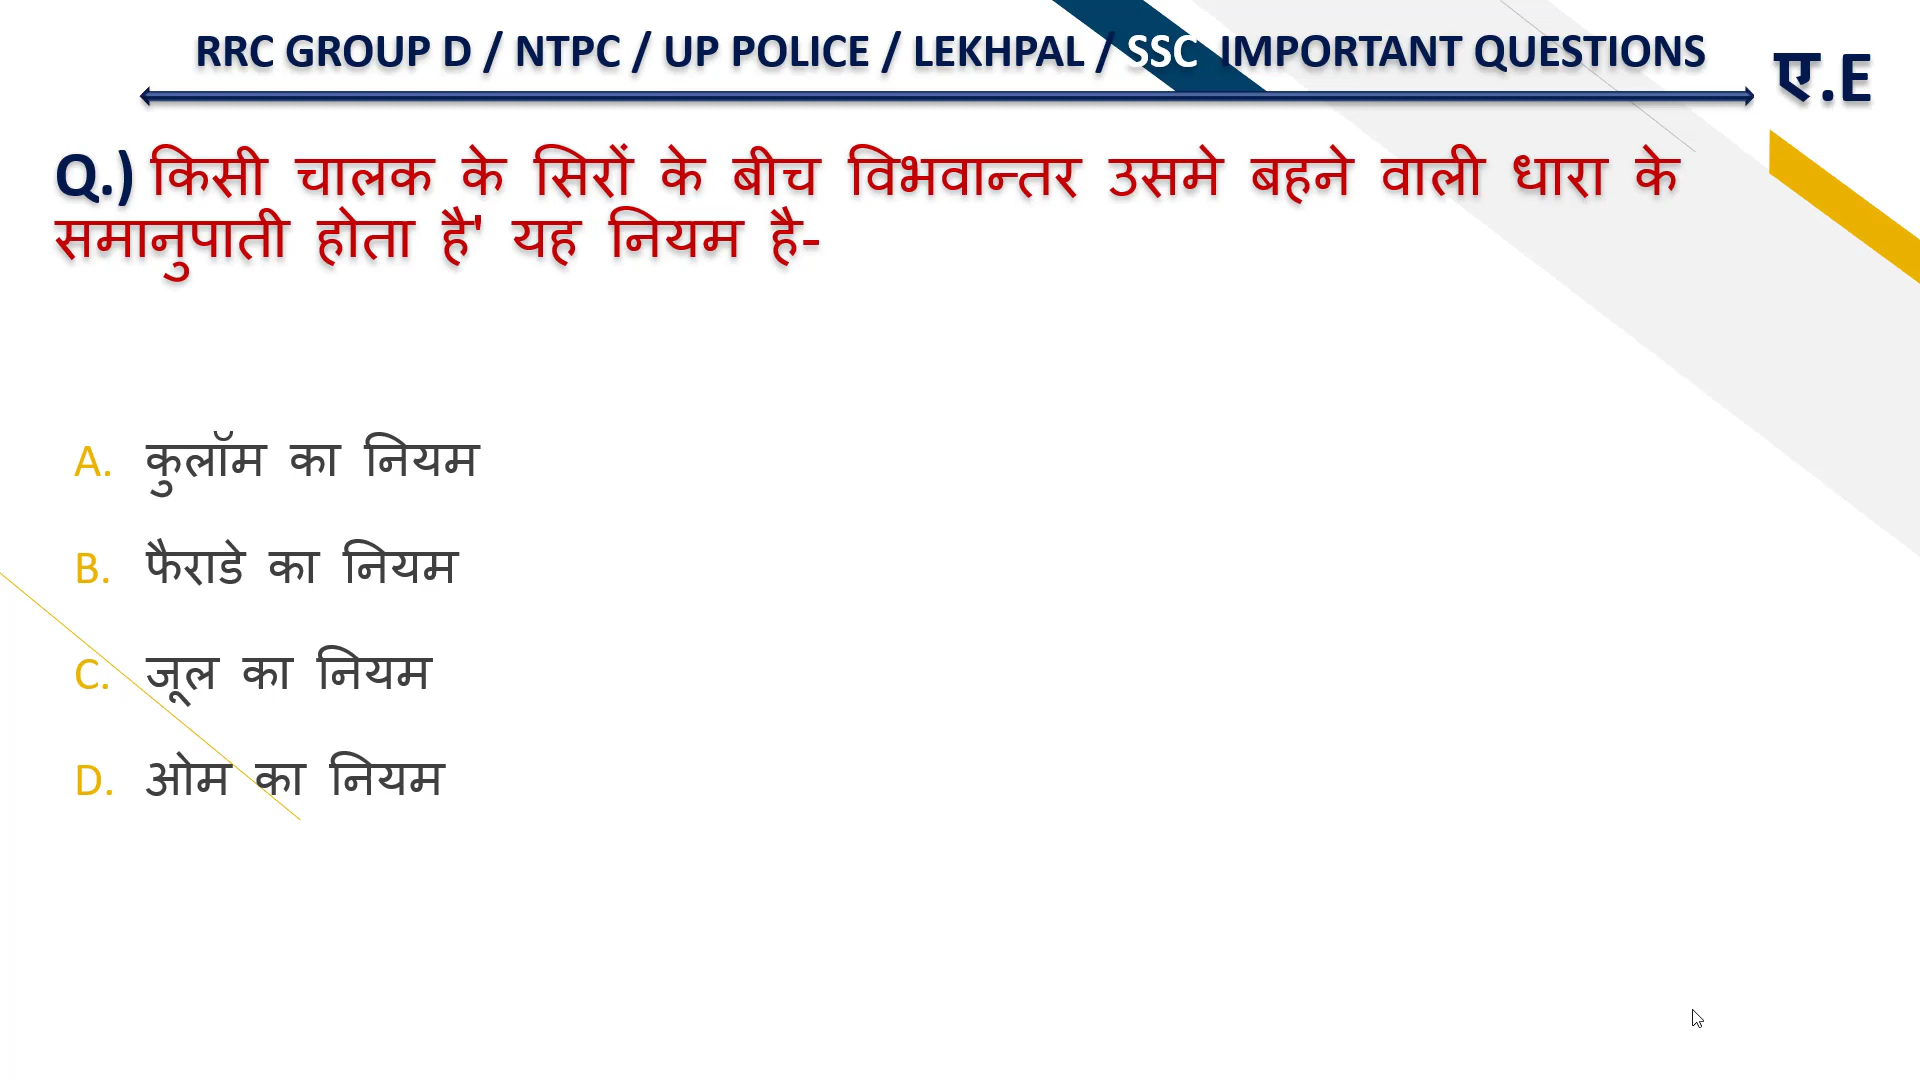 RRC GROUP D / NTPC / UP POLICE / LEKHPAL / SSC IMPORTANT QUESTIONS
ए.E
Q.) किसी चालक के सिरों के बीच विभवान्तर उसमे बहने वाली धारा के
समानुपाती होता है' यह नियम है-
A. कुलॉम का नियम
B. फैराडे का नियम
C. जूल का नियम
D. ओम का नियम